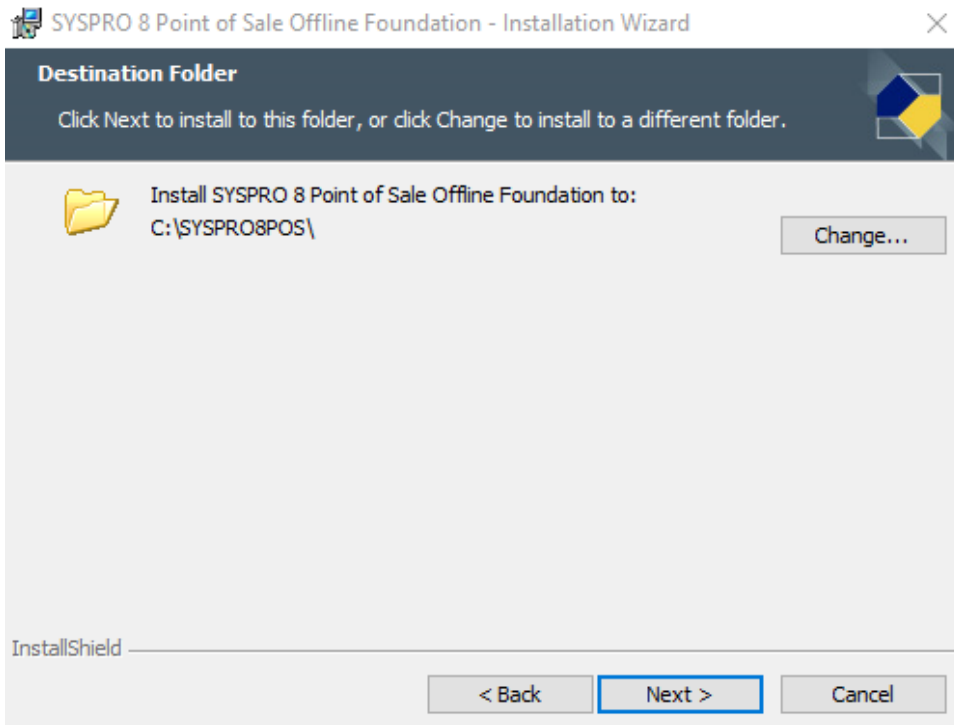 SYSPRO 8 Point of Sale Offline Foundation - Installation Wizard
Destination Folder
Click Next to install to this folder, or click Change to install to a different folder.
Install SYSPRO 8 Point of Sale Offline Foundation to:
C:\SYSPRO8POS\
Change...
InstallShield
< Back
Next >
Cancel